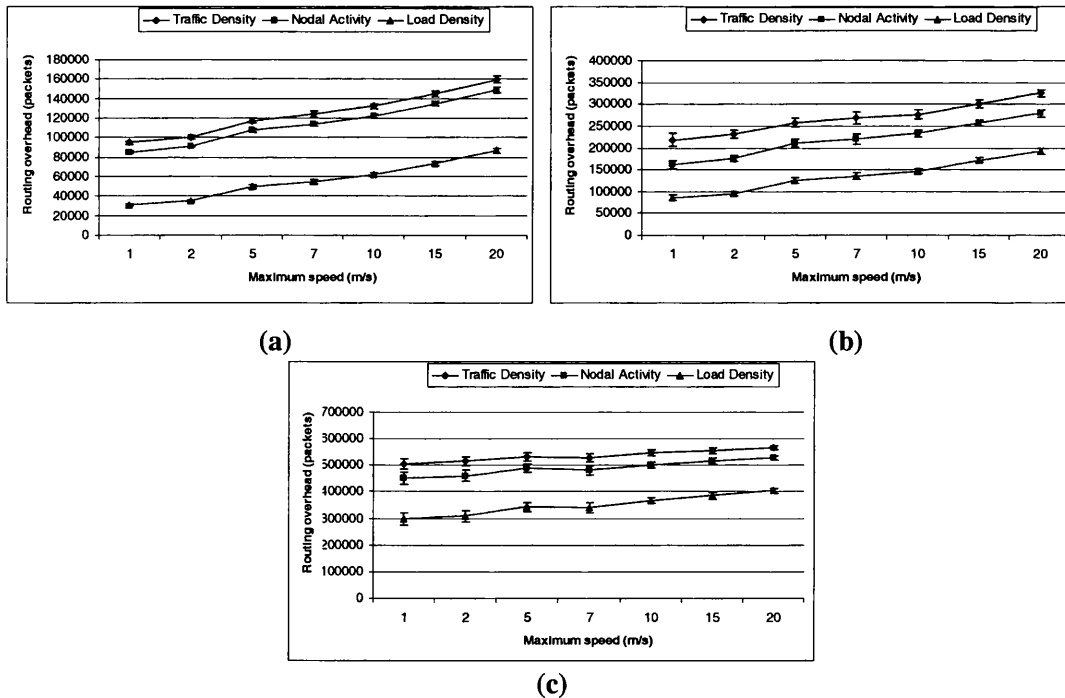 Traffic Density Nodal Activity Load Density
180000
160000
140000
120000
100000
80000
60000
40000
20000
0
Routing overhead (packets)
1 2 5 7 10 15 20
Maximum speed (m/s)
(a)
Traffic Density Nodal Activity Load Density
400000
350000
300000
250000
200000
150000
100000
50000
0
Routing overhead (packets)
1 2 5 7 10 15 20
Maximum speed (m/s)
(b)
Traffic Density Nodal Activity Load Density
700000
600000
500000
400000
300000
200000
100000
0
Routing overhead (packets)
1 2 5 7 10 15 20
Maximum speed (m/s)
(c)